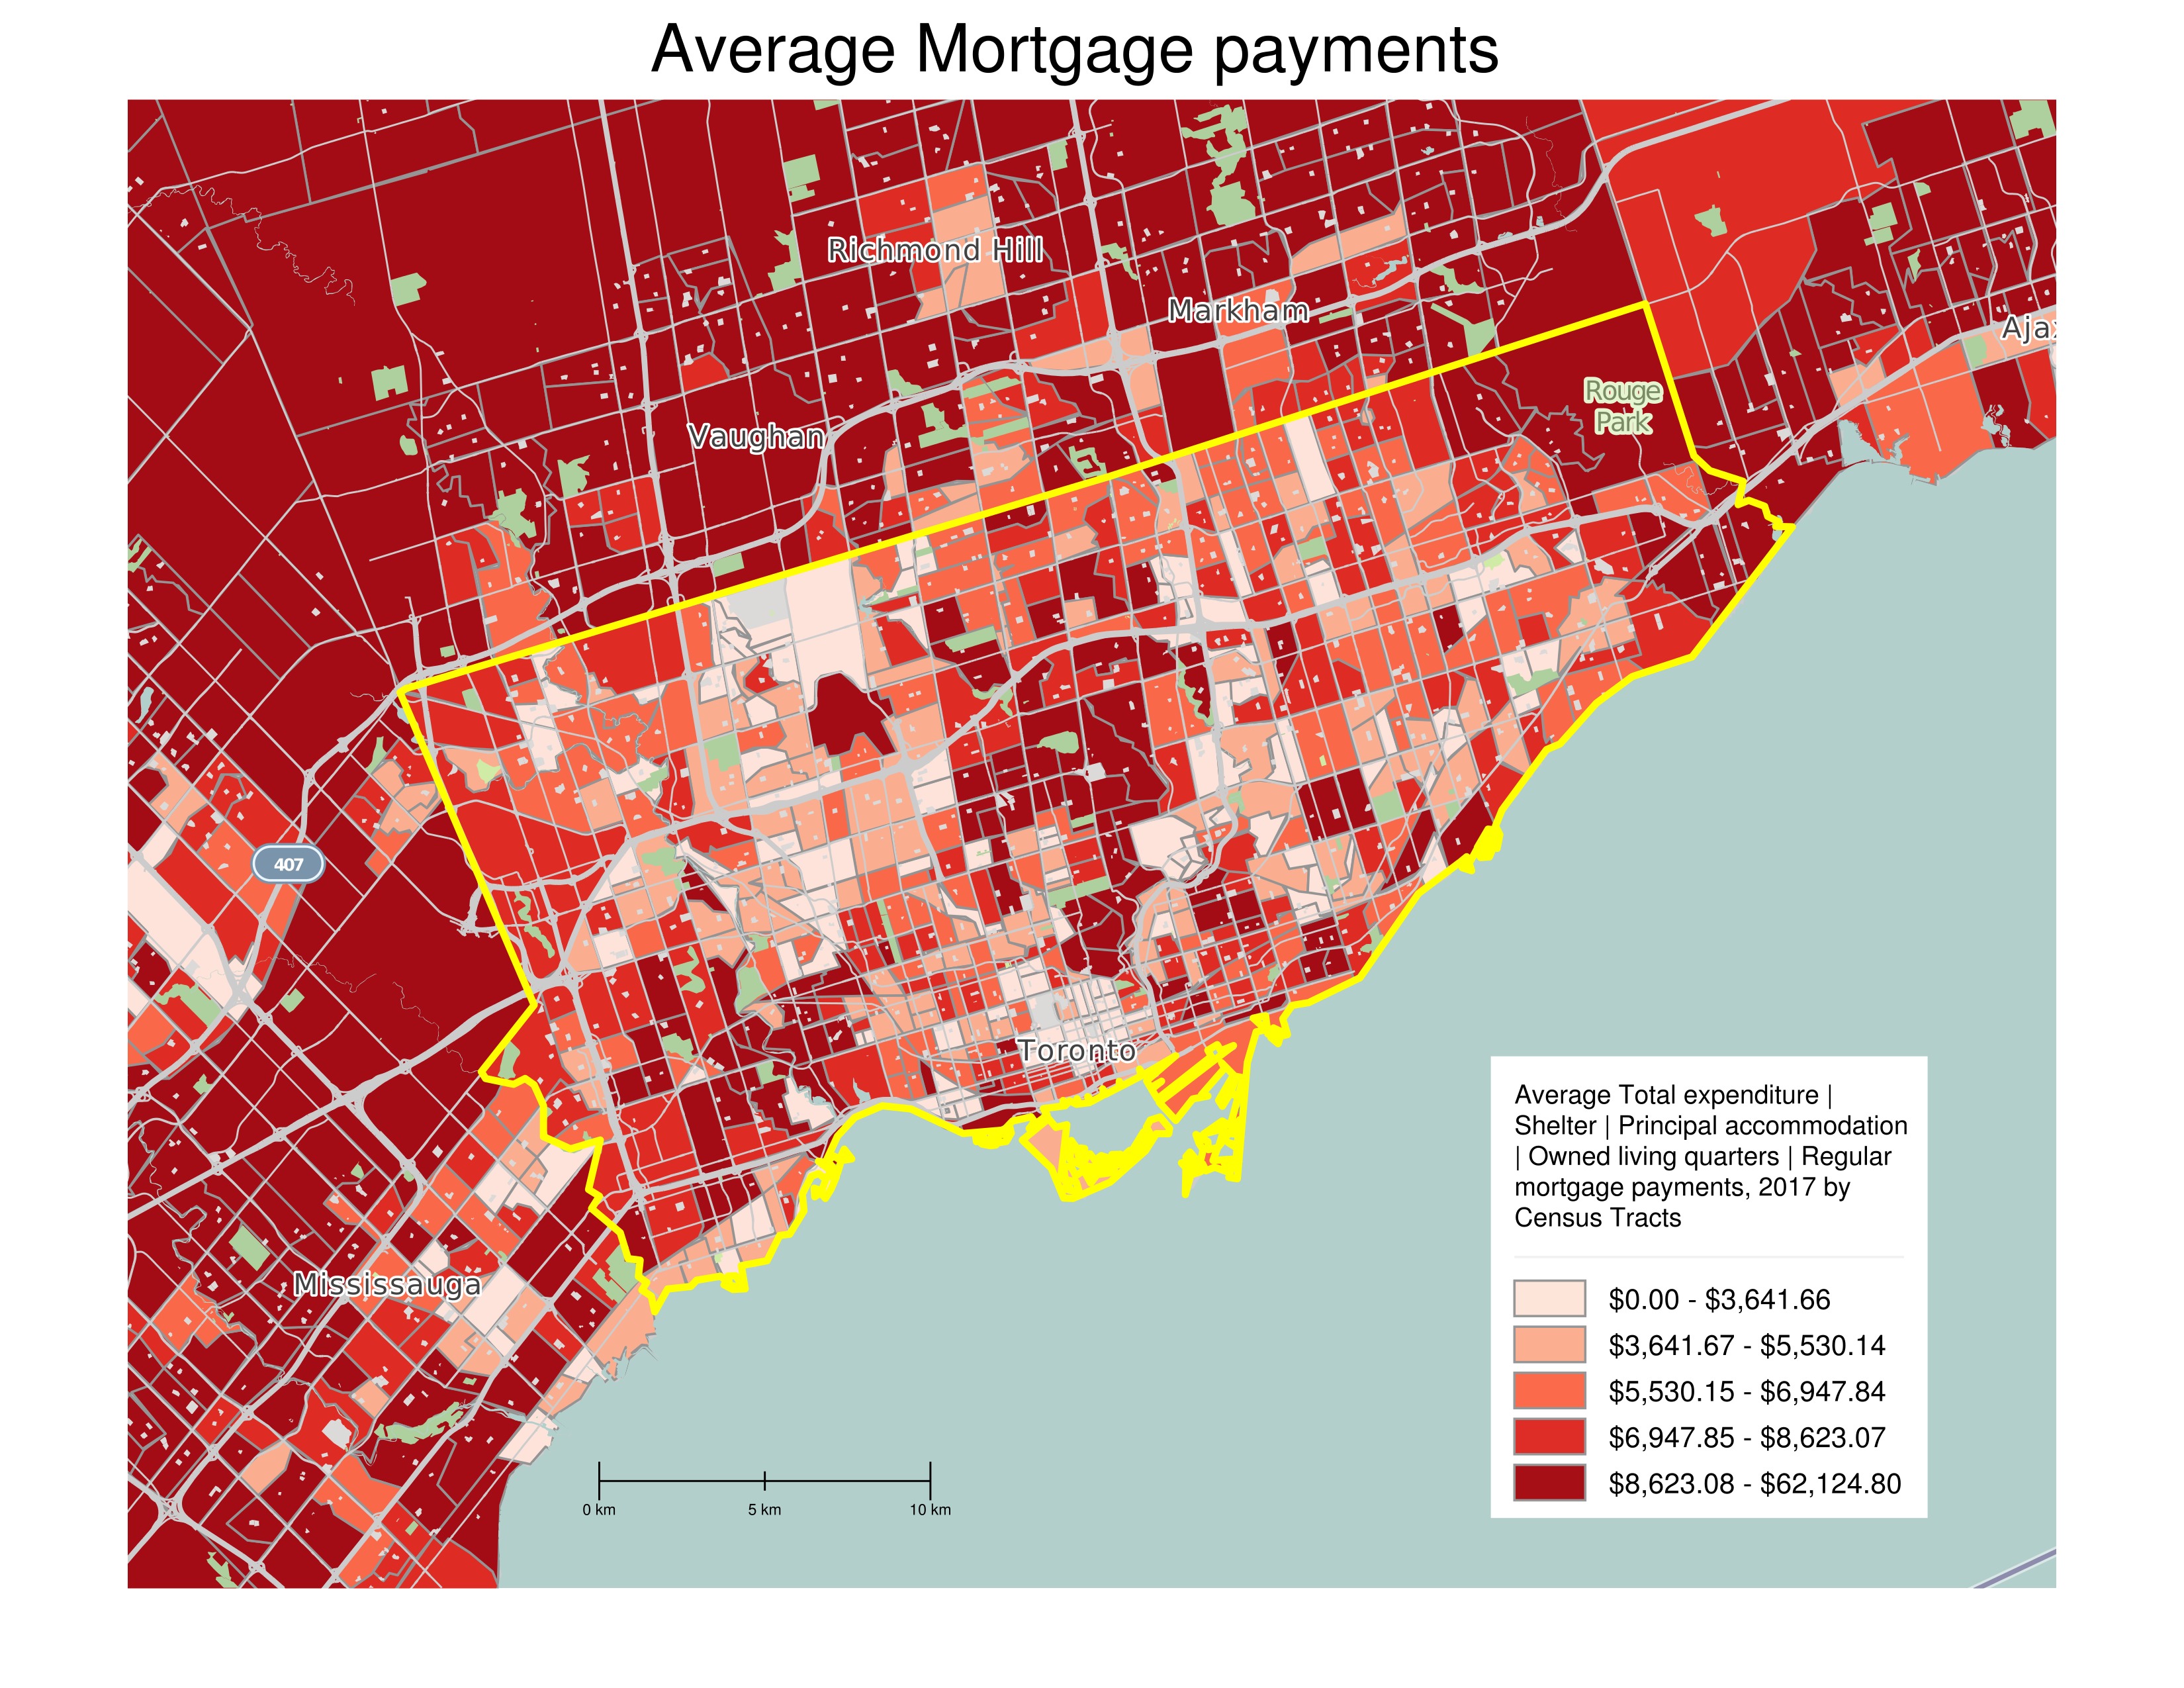 Average Mortgage payments
Richmond Hill
Markham
Ajax
Rouge
Park
Vaughan
407
Toronto
Mississauga
Average Total expenditure |
Shelter | Principal accommodation
| Owned living quarters | Regular
mortgage payments, 2017 by
Census Tracts
$0.00 - $3,641.66
$3,641.67 - $5,530.14
$5,530.15 - $6,947.84
$6,947.85 - $8,623.07
$8,623.08 - $62,124.80
0 km 5 km 10 km